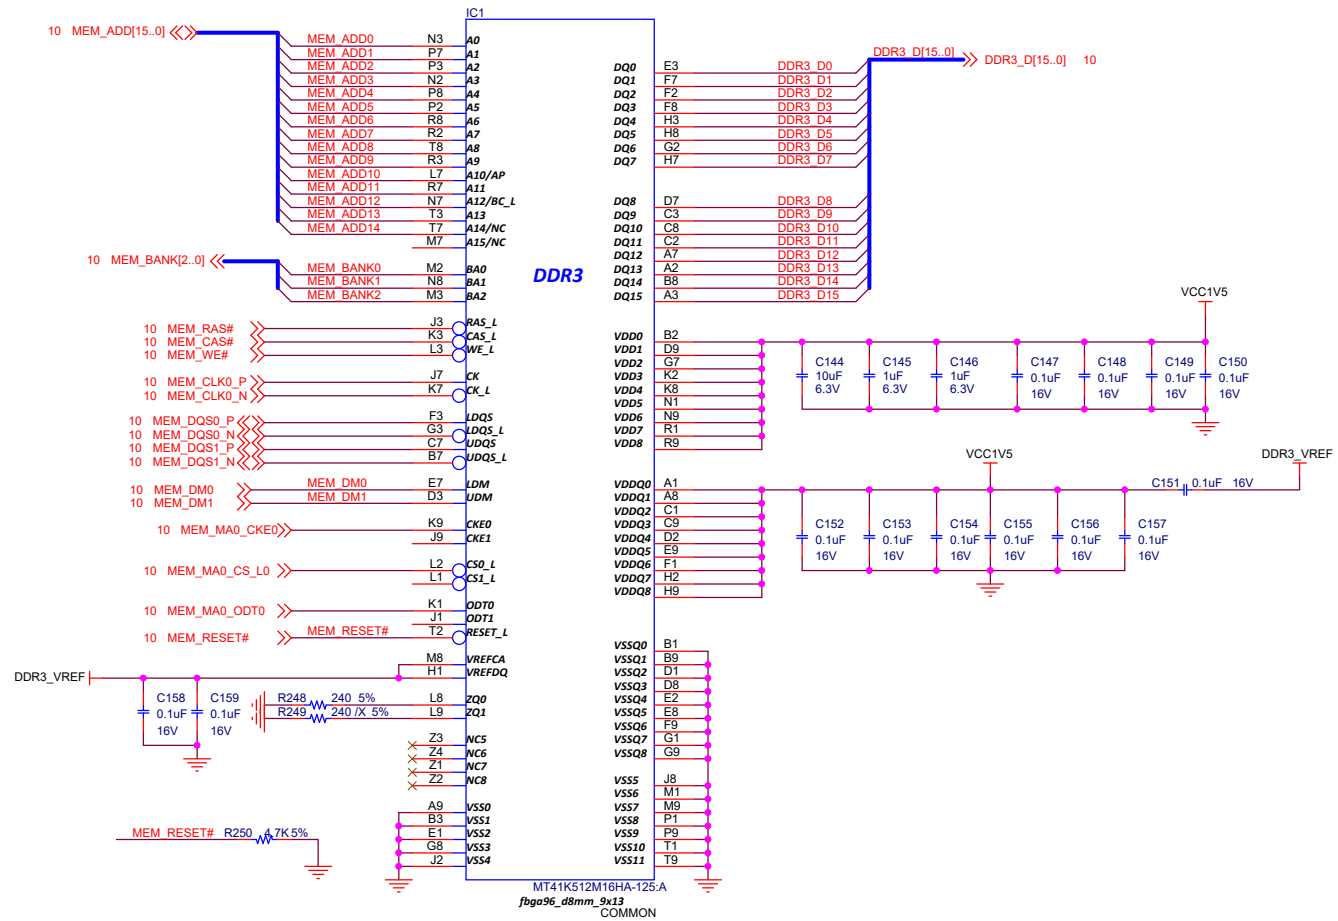 IC1
10 MEM_ADD[15..0]
MEM_ADD0 N3 A0
MEM_ADD1 P7 A1
MEM_ADD2 P3 A2
MEM_ADD3 N2 A3
MEM_ADD4 P8 A4
MEM_ADD5 P2 A5
MEM_ADD6 R8 A6
MEM_ADD7 R2 A7
MEM_ADD8 T8 A8
MEM_ADD9 R3 A9
MEM_ADD10 L7 A10/AP
MEM_ADD11 R7 A11
MEM_ADD12 N7 A12/BC_L
MEM_ADD13 T3 A13
MEM_ADD14 T7 A14/NC
M7 A15/NC
10 MEM_BANK[2..0]
MEM_BANK0 M2 BA0
MEM_BANK1 N8 BA1
MEM_BANK2 M3 BA2
10 MEM_RAS# J3 RAS_L
10 MEM_CAS# K3 CAS_L
10 MEM_WE# L3 WE_L
10 MEM_CLK0_P J7 CK
10 MEM_CLK0_N K7 CK_L
10 MEM_DQS0_P F3 LDQS
10 MEM_DQS0_N G3 LDQS_L
10 MEM_DQS1_P C7 UDQS
10 MEM_DQS1_N B7 UDQS_L
10 MEM_DM0 MEM_DM0 E7 LDM
10 MEM_DM1 MEM_DM1 D3 UDM
10 MEM_MA0_CKE0 K9 CKE0
J9 CKE1
10 MEM_MA0_CS_L0 L2 CS0_L
L1 CS1_L
10 MEM_MA0_ODT0 K1 ODT0
J1 ODT1
10 MEM_RESET# MEM_RESET# T2 RESET_L
M8 VREFCA
DDR3_VREF H1 VREFDQ
C158 0.1uF 16V
C159 0.1uF 16V
R248 240 5% L8 ZQ0
R249 240 /X 5% L9 ZQ1
Z3 NC5
Z4 NC6
Z1 NC7
Z2 NC8
A9 VSS0
B3 VSS1
E1 VSS2
G8 VSS3
J2 VSS4
MEM_RESET# R250 4.7K 5%
DDR3
DQ0 E3 DDR3_D0
DQ1 F7 DDR3_D1
DQ2 F2 DDR3_D2
DQ3 F8 DDR3_D3
DQ4 H3 DDR3_D4
DQ5 H8 DDR3_D5
DQ6 G2 DDR3_D6
DQ7 H7 DDR3_D7
DQ8 D7 DDR3_D8
DQ9 C3 DDR3_D9
DQ10 C8 DDR3_D10
DQ11 C2 DDR3_D11
DQ12 A7 DDR3_D12
DQ13 A2 DDR3_D13
DQ14 B8 DDR3_D14
DQ15 A3 DDR3_D15
DDR3_D[15..0] DDR3_D[15..0] 10
VCC1V5
VDD0 B2
VDD1 D9
VDD2 G7
VDD3 K2
VDD4 K8
VDD5 N1
VDD6 N9
VDD7 R1
VDD8 R9
C144 10uF 6.3V
C145 1uF 6.3V
C146 1uF 6.3V
C147 0.1uF 16V
C148 0.1uF 16V
C149 0.1uF 16V
C150 0.1uF 16V
VCC1V5
DDR3_VREF
C151 0.1uF 16V
VDDQ0 A1
VDDQ1 A8
VDDQ2 C1
VDDQ3 C9
VDDQ4 D2
VDDQ5 E9
VDDQ6 F1
VDDQ7 H2
VDDQ8 H9
C152 0.1uF 16V
C153 0.1uF 16V
C154 0.1uF 16V
C155 0.1uF 16V
C156 0.1uF 16V
C157 0.1uF 16V
VSSQ0 B1
VSSQ1 B9
VSSQ2 D1
VSSQ3 D8
VSSQ4 E2
VSSQ5 E8
VSSQ6 F9
VSSQ7 G1
VSSQ8 G9
VSS5 J8
VSS6 M1
VSS7 M9
VSS8 P1
VSS9 P9
VSS10 T1
VSS11 T9
MT41K512M16HA-125:A
fbga96_d8mm_9x13
COMMON